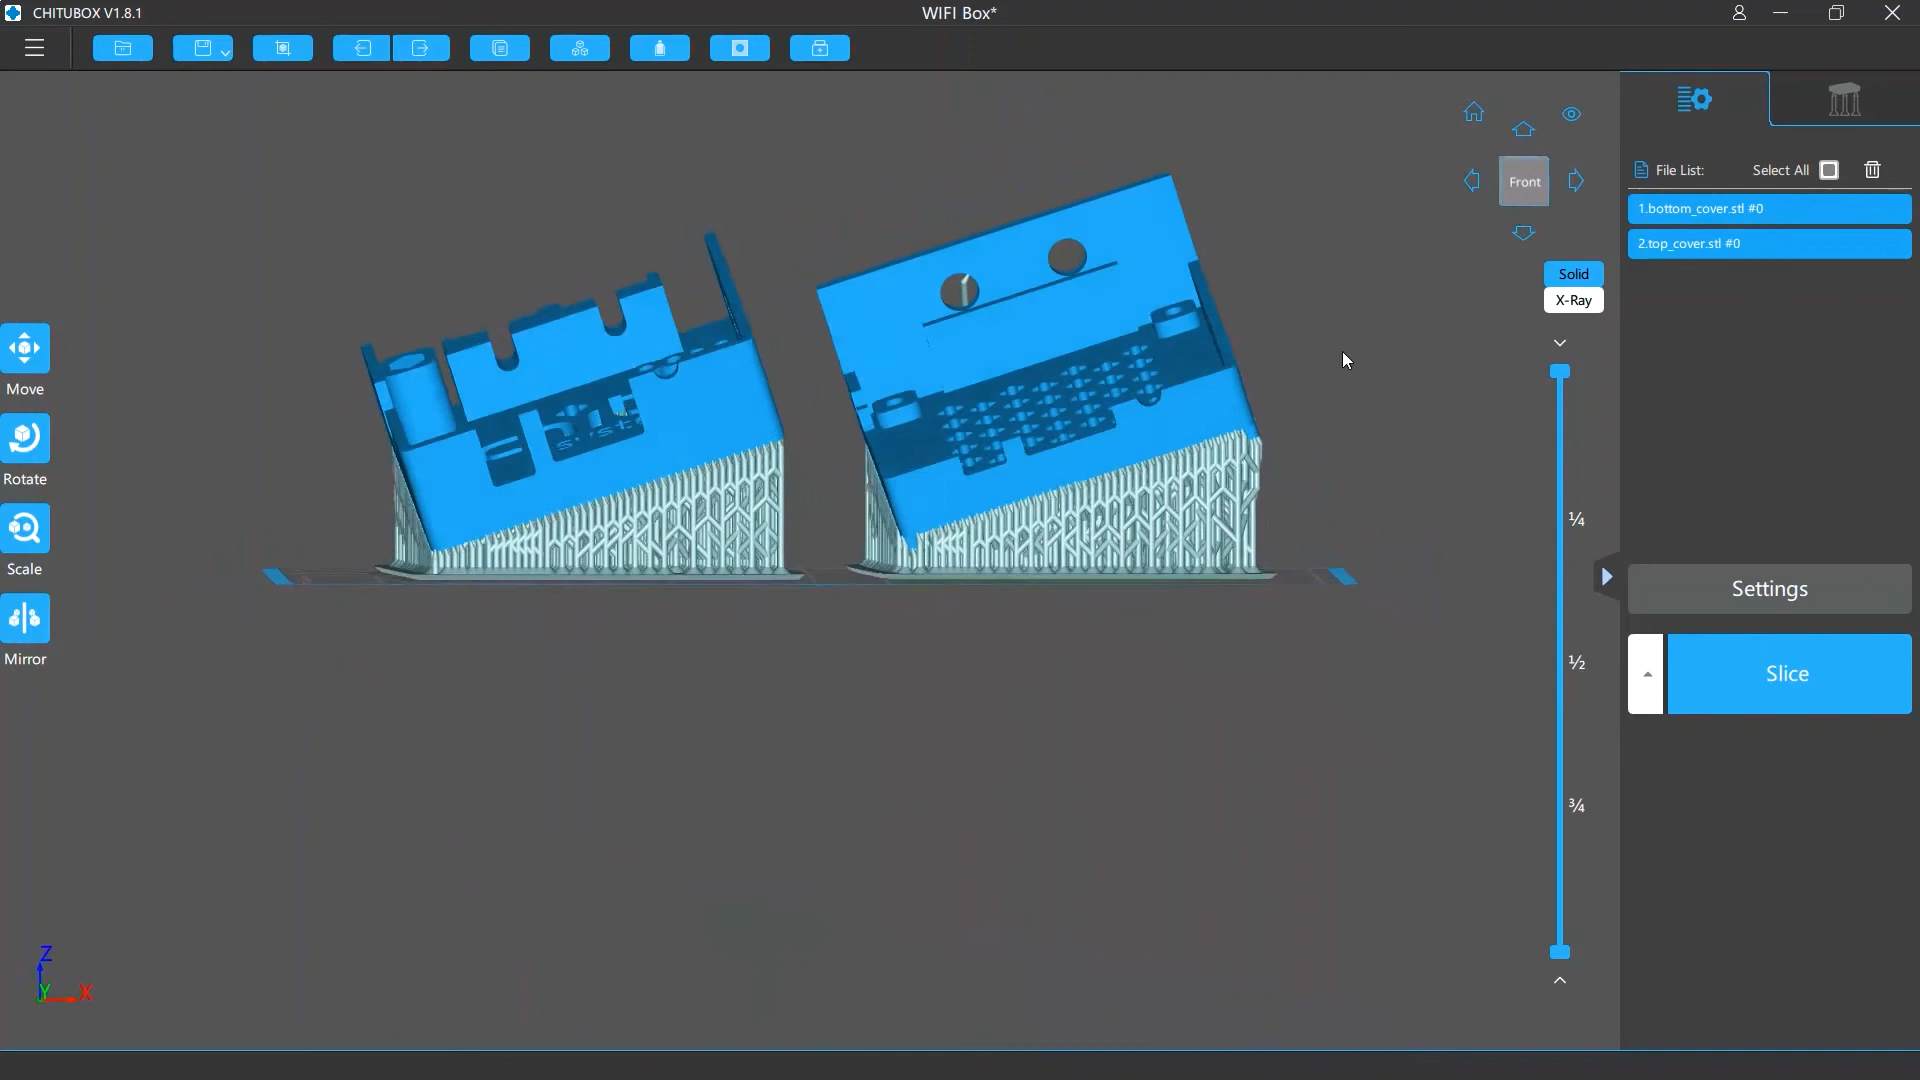 CHITUBOX V1.8.1
WIFI Box*
File List:
Select All
1.bottom_cover.stl #0
2.top_cover.stl #0
Front
Solid
X-Ray
Move
Rotate
Scale
Mirror
¼
½
¾
Settings
Slice
Z
Y
X